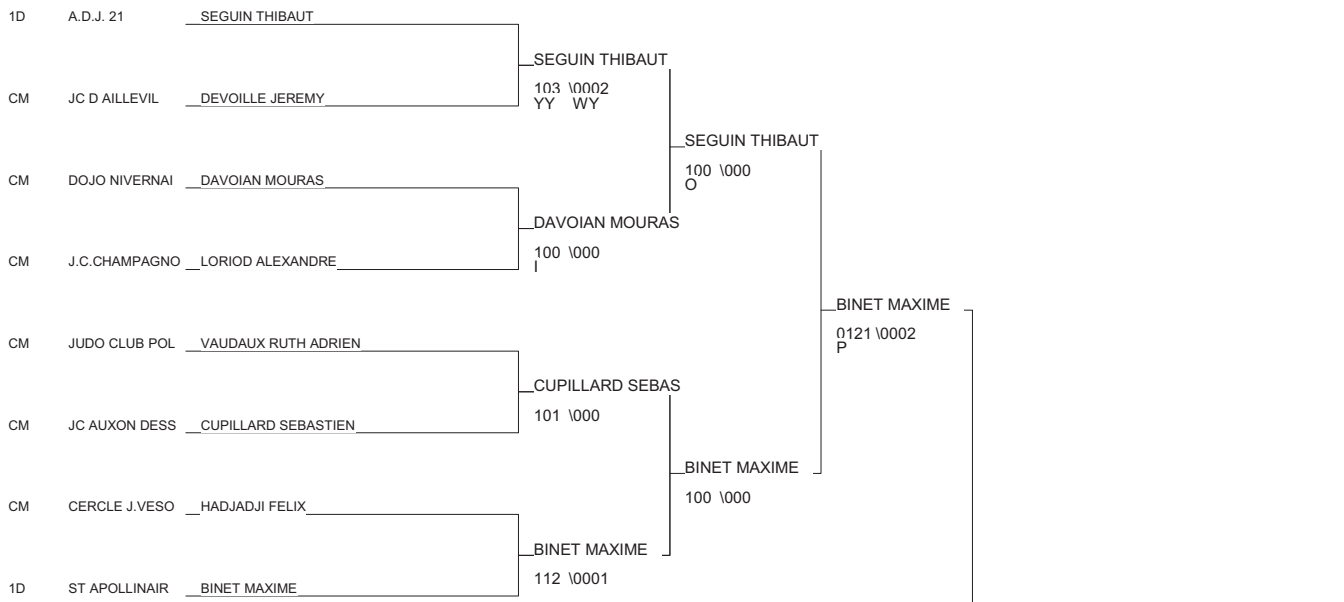 1D A.D.J. 21 SEGUIN THIBAUT
SEGUIN THIBAUT
103 \0002
YY WY
CM JC D AILLEVIL DEVOILLE JEREMY
SEGUIN THIBAUT
100 \000
O
CM DOJO NIVERNAI DAVOIAN MOURAS
DAVOIAN MOURAS
100 \000
I
CM J.C.CHAMPAGNO LORIOD ALEXANDRE
BINET MAXIME
0121 \0002
P
CM JUDO CLUB POL VAUDAUX RUTH ADRIEN
CUPILLARD SEBAS
101 \000
CM JC AUXON DESS CUPILLARD SEBASTIEN
BINET MAXIME
100 \000
CM CERCLE J.VESO HADJADJI FELIX
BINET MAXIME
112 \0001
1D ST APOLLINAIR BINET MAXIME